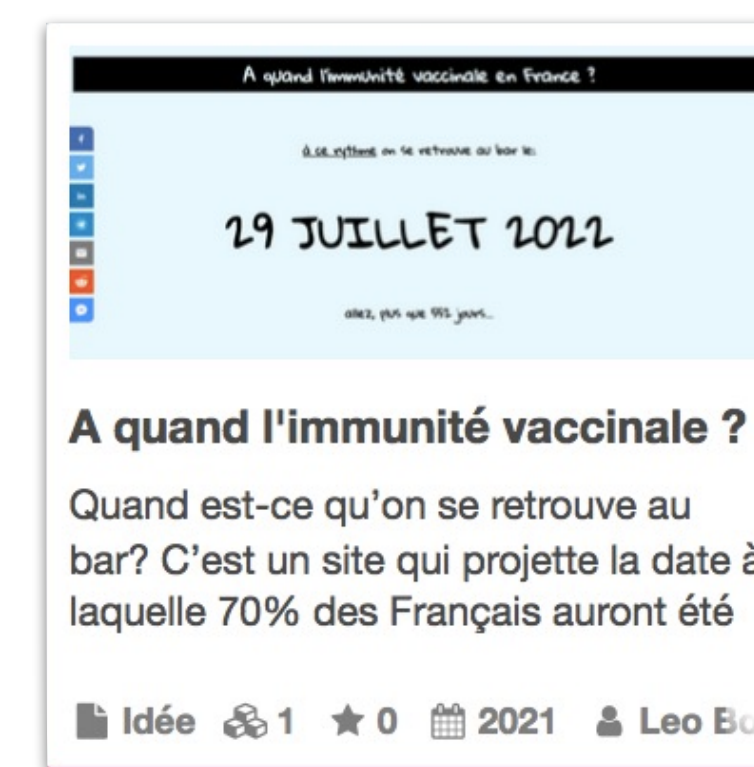 A quand l'immunité vaccinale en France ?
à ce rythme on se retrouve au bar le:
29 JUILLET 2022
allez, plus que 552 jours...
A quand l'immunité vaccinale ?
Quand est-ce qu’on se retrouve au
bar? C’est un site qui projette la date à
laquelle 70% des Français auront été
Idée 1 0 2021 Leo